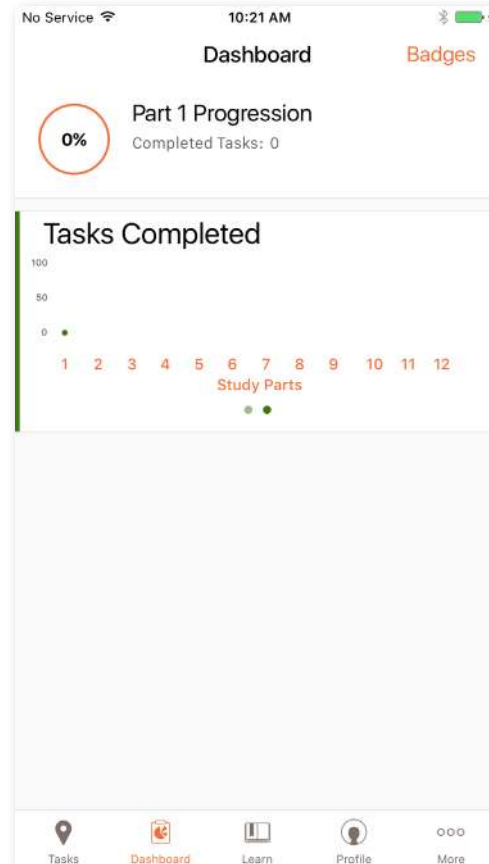 No Service 10:21 AM
Dashboard Badges
0%
Part 1 Progression
Completed Tasks: 0
Tasks Completed
100
50
0
1 2 3 4 5 6 7 8 9 10 11 12
Study Parts
Tasks Dashboard Learn Profile More